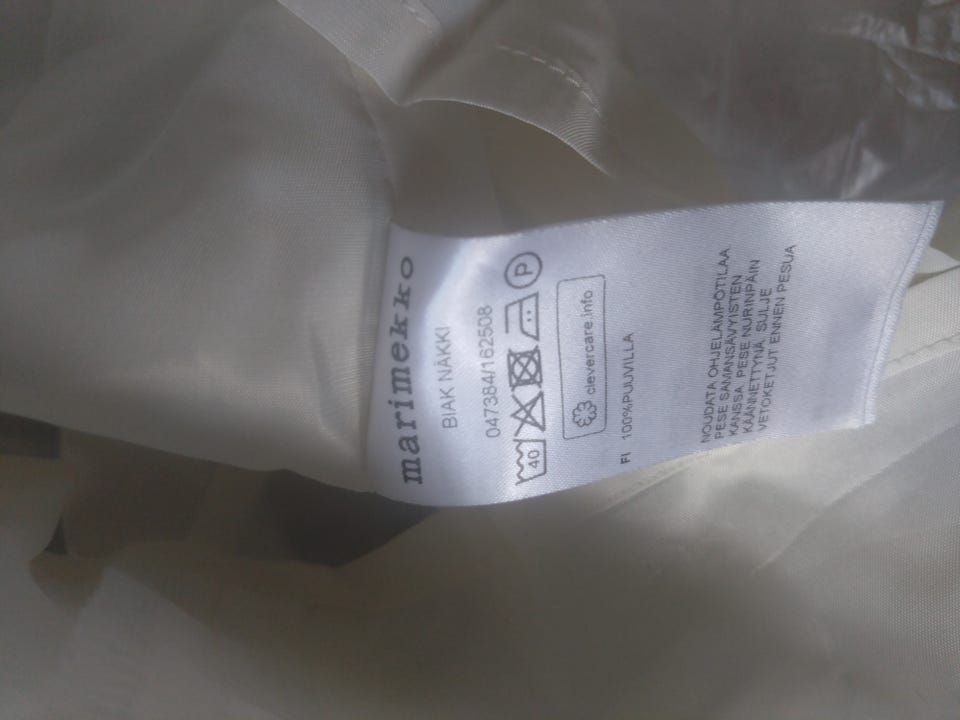 marimekko
BIAK NÄKKI
047384/162508
40 P
clevercare.info
FI 100%PUUVILLA
NOUDATA OHJELÄMPÖTILAA
PESE SAMANSÄVYISTEN
KANSSA, PESE NURINPÄIN
KÄÄNNETTYNÄ, SULJE
VETOKETJUT ENNEN PESUA